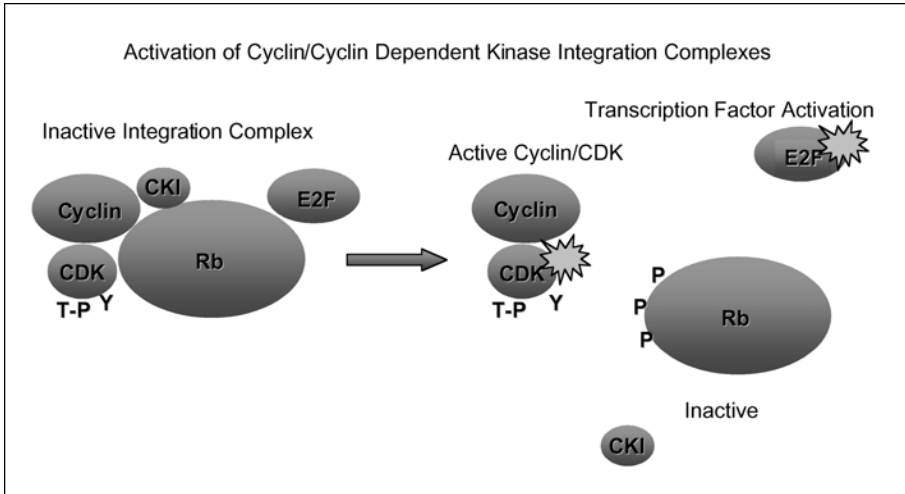 Activation of Cyclin/Cyclin Dependent Kinase Integration Complexes
Inactive Integration Complex
CKI
Cyclin
E2F
CDK
Rb
T-P Y
Active Cyclin/CDK
Cyclin
CDK
T-P Y
Transcription Factor Activation
E2F
P
P
P
Rb
Inactive
CKI